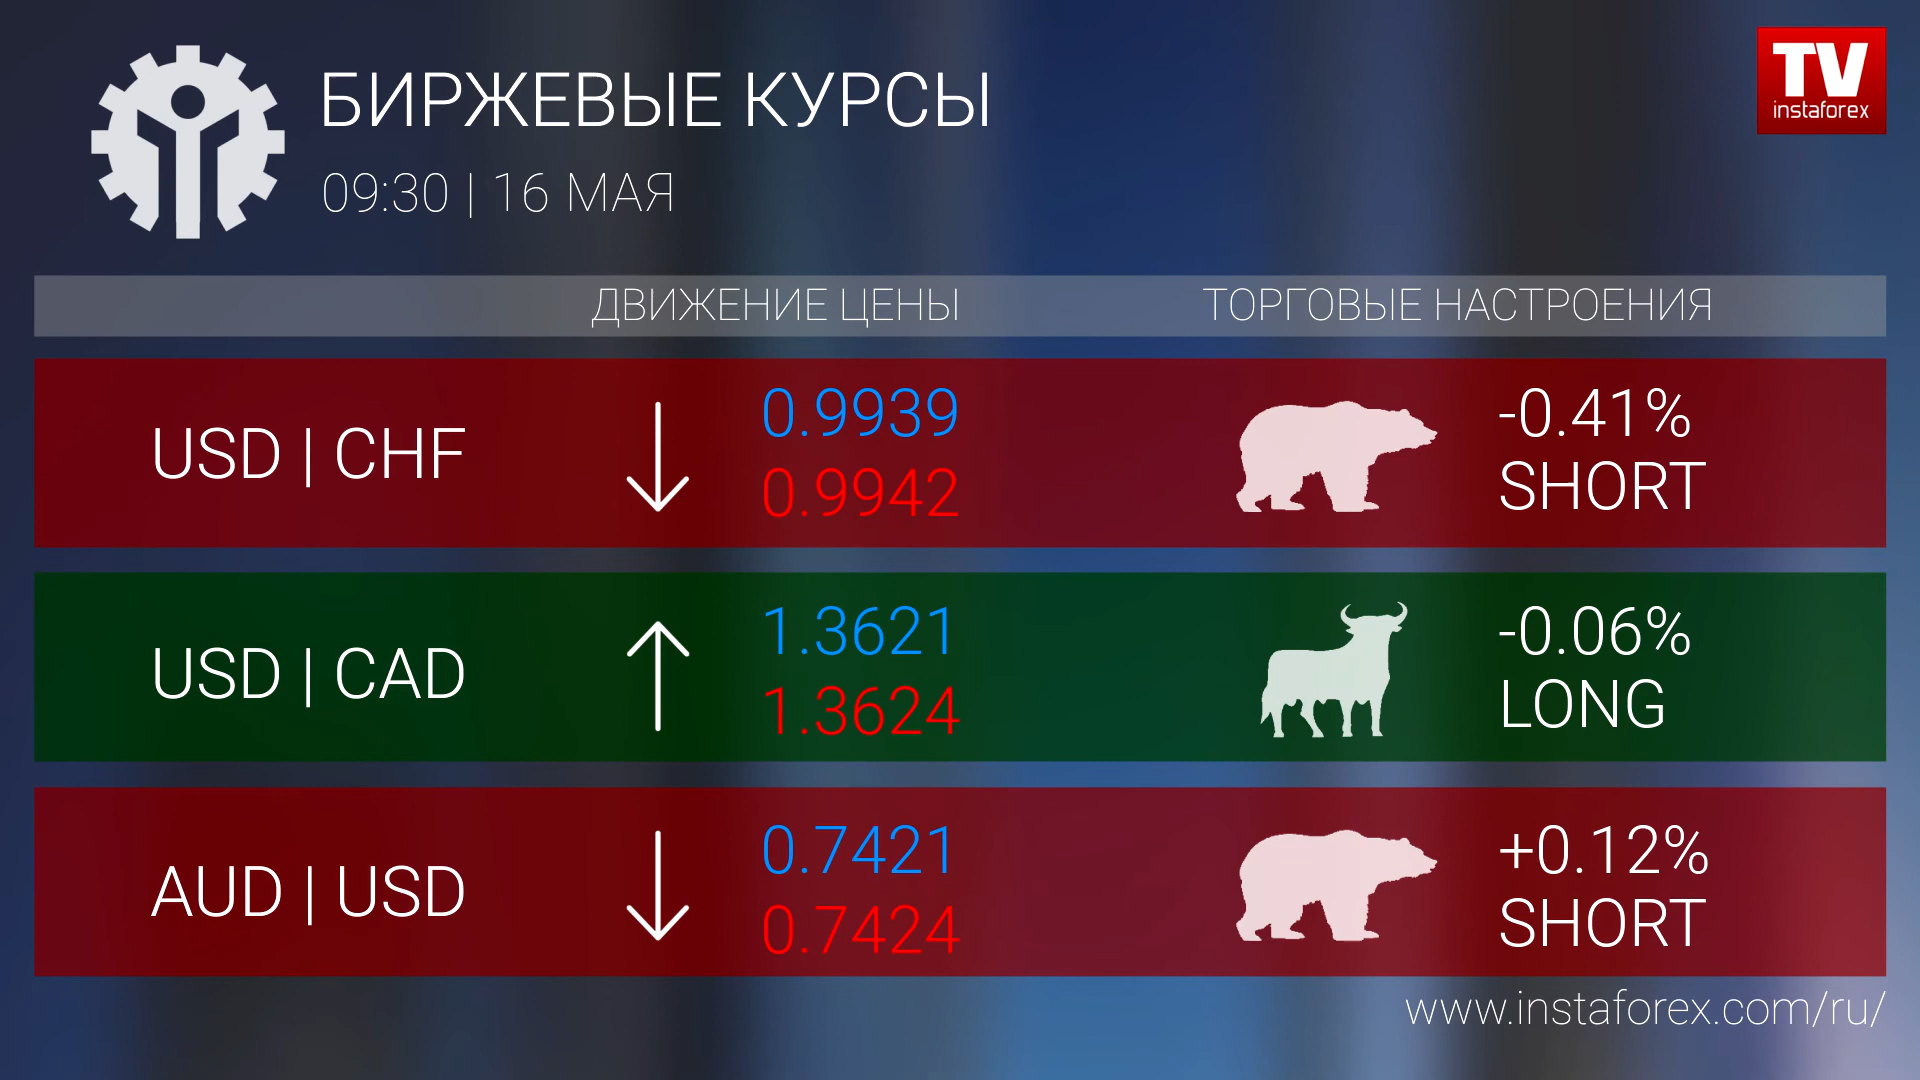 БИРЖЕВЫЕ КУРСЫ
09:30 | 16 МАЯ
TV
instaforex
ДВИЖЕНИЕ ЦЕНЫ ТОРГОВЫЕ НАСТРОЕНИЯ
USD | CHF
0.9939
0.9942
-0.41%
SHORT
USD | CAD
1.3621
1.3624
-0.06%
LONG
AUD | USD
0.7421
0.7424
+0.12%
SHORT
www.instaforex.com/ru/